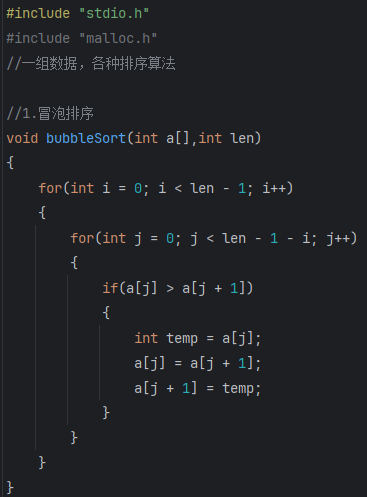 #include "stdio.h"
#include "malloc.h"
//一组数据，各种排序算法
//1.冒泡排序
void bubbleSort(int a[],int len)
{
    for(int i = 0; i < len - 1; i++)
    {
        for(int j = 0; j < len - 1 - i; j++)
        {
            if(a[j] > a[j + 1])
            {
                int temp = a[j];
                a[j] = a[j + 1];
                a[j + 1] = temp;
            }
        }
    }
}